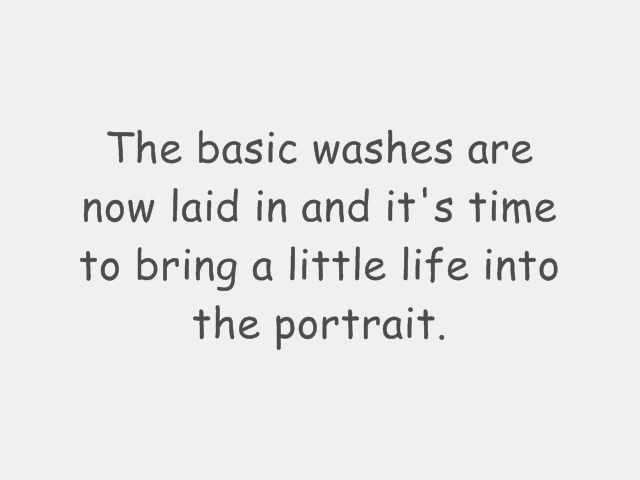 The basic washes are
now laid in and it's time
to bring a little life into
the portrait.